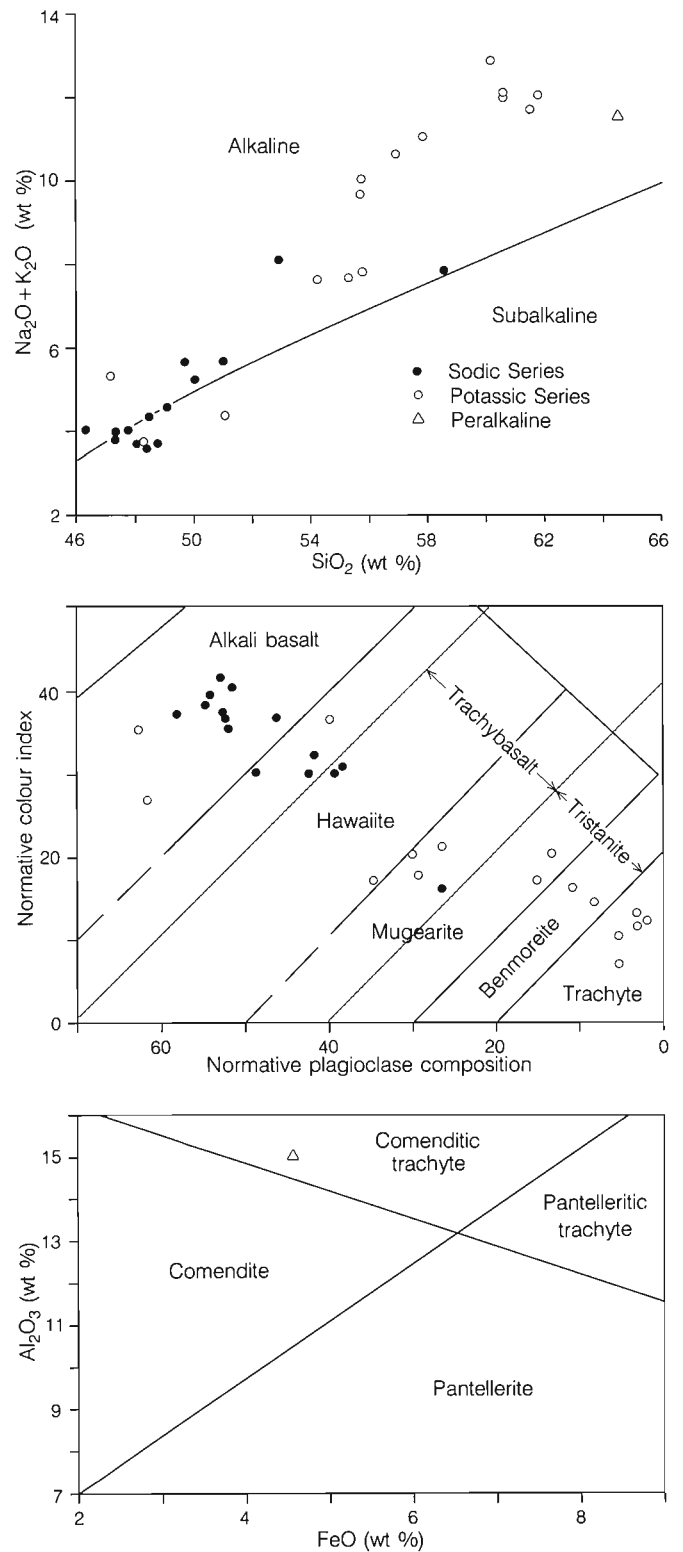 14
10
6
2
Na₂O + K₂O (wt %)
Alkaline
Subalkaline
Sodic Series
Potassic Series
Peralkaline
46 50 54 58 62 66
SiO₂ (wt %)
40
20
0
Normative colour index
Alkali basalt
Trachybasalt
Tristanite
Hawaiite
Mugearite
Benmoreite
Trachyte
60 40 20 0
Normative plagioclase composition
15
13
11
9
7
Al₂O₃ (wt %)
Comenditic
trachyte
Pantelleritic
trachyte
Comendite
Pantellerite
2 4 6 8
FeO (wt %)